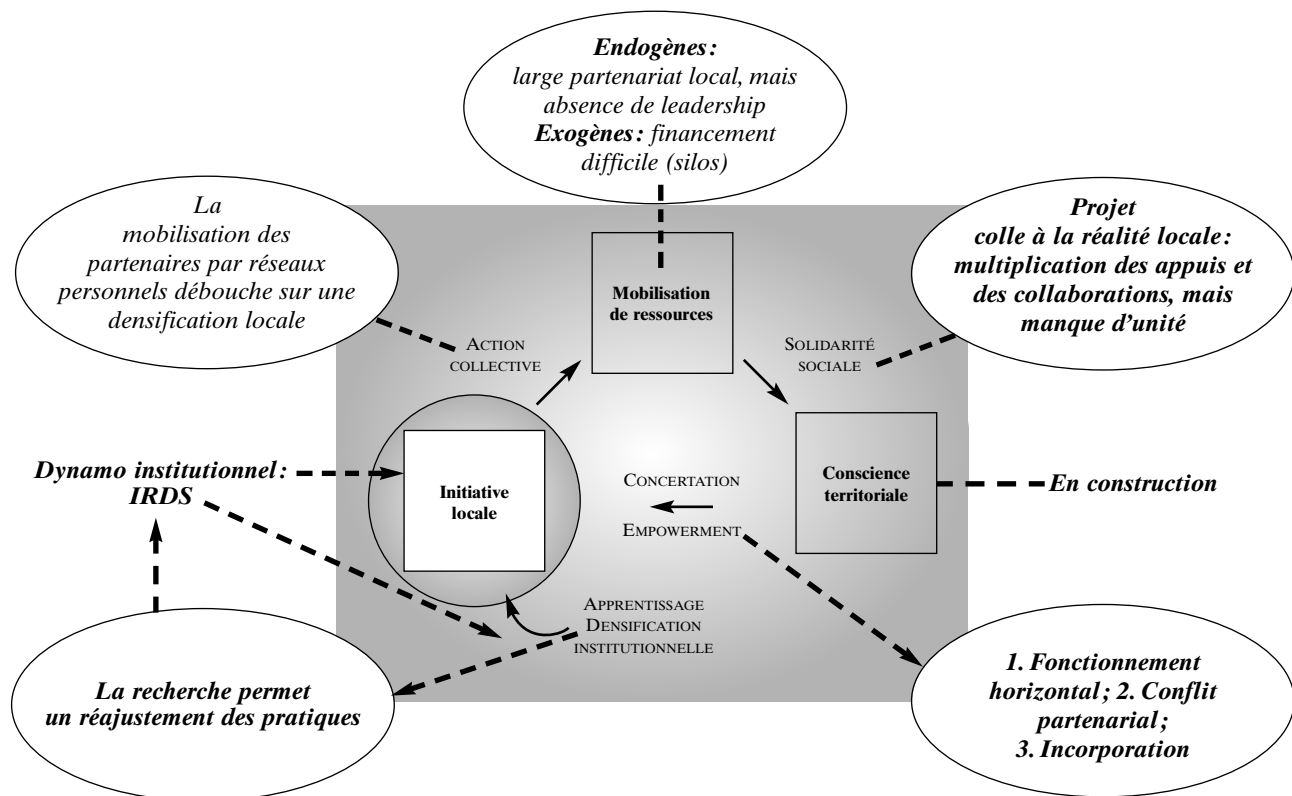 Endogènes :
large partenariat local, mais
absence de leadership
Exogènes : financement
difficile (silos)
La
mobilisation des
partenaires par réseaux
personnels débouche sur une
densification locale
Projet
colle à la réalité locale :
multiplication des appuis et
des collaborations, mais
manque d’unité
Mobilisation
de ressources
ACTION
COLLECTIVE
SOLIDARITÉ
SOCIALE
Dynamo institutionnel :
IRDS
Initiative
locale
CONCERTATION
EMPOWERMENT
Conscience
territoriale
En construction
APPRENTISSAGE
DENSIFICATION
INSTITUTIONNELLE
La recherche permet
un réajustement des pratiques
1. Fonctionnement
horizontal ; 2. Conflit
partenarial ;
3. Incorporation